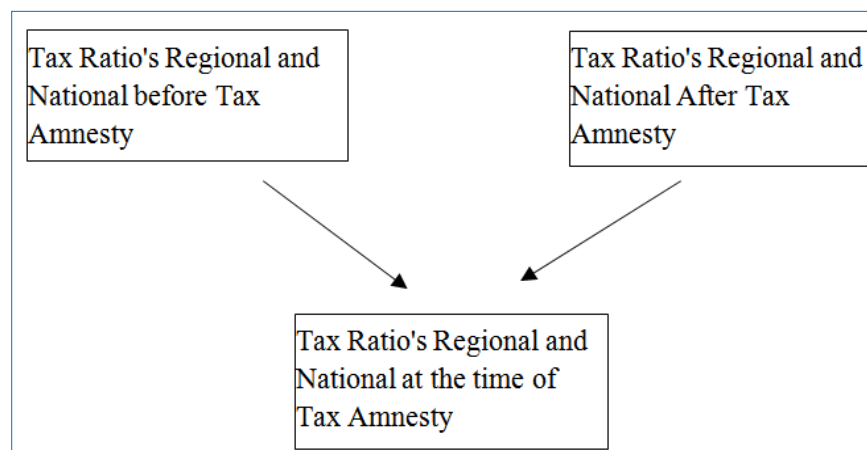 Tax Ratio's Regional and
National before Tax
Amnesty
Tax Ratio's Regional and
National After Tax
Amnesty
Tax Ratio's Regional and
National at the time of
Tax Amnesty